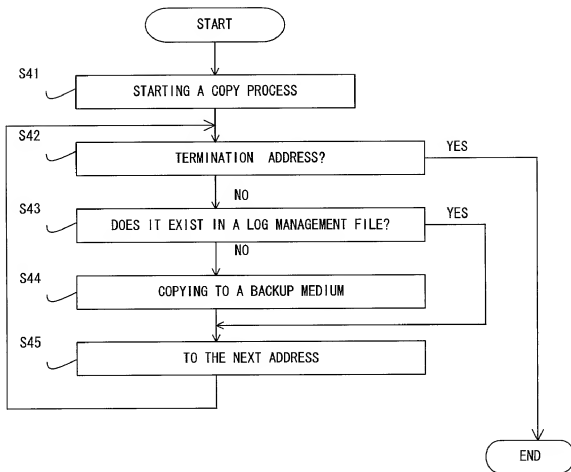 START
S41
STARTING A COPY PROCESS
S42
TERMINATION ADDRESS?
YES
NO
S43
DOES IT EXIST IN A LOG MANAGEMENT FILE?
YES
NO
S44
COPYING TO A BACKUP MEDIUM
S45
TO THE NEXT ADDRESS
END